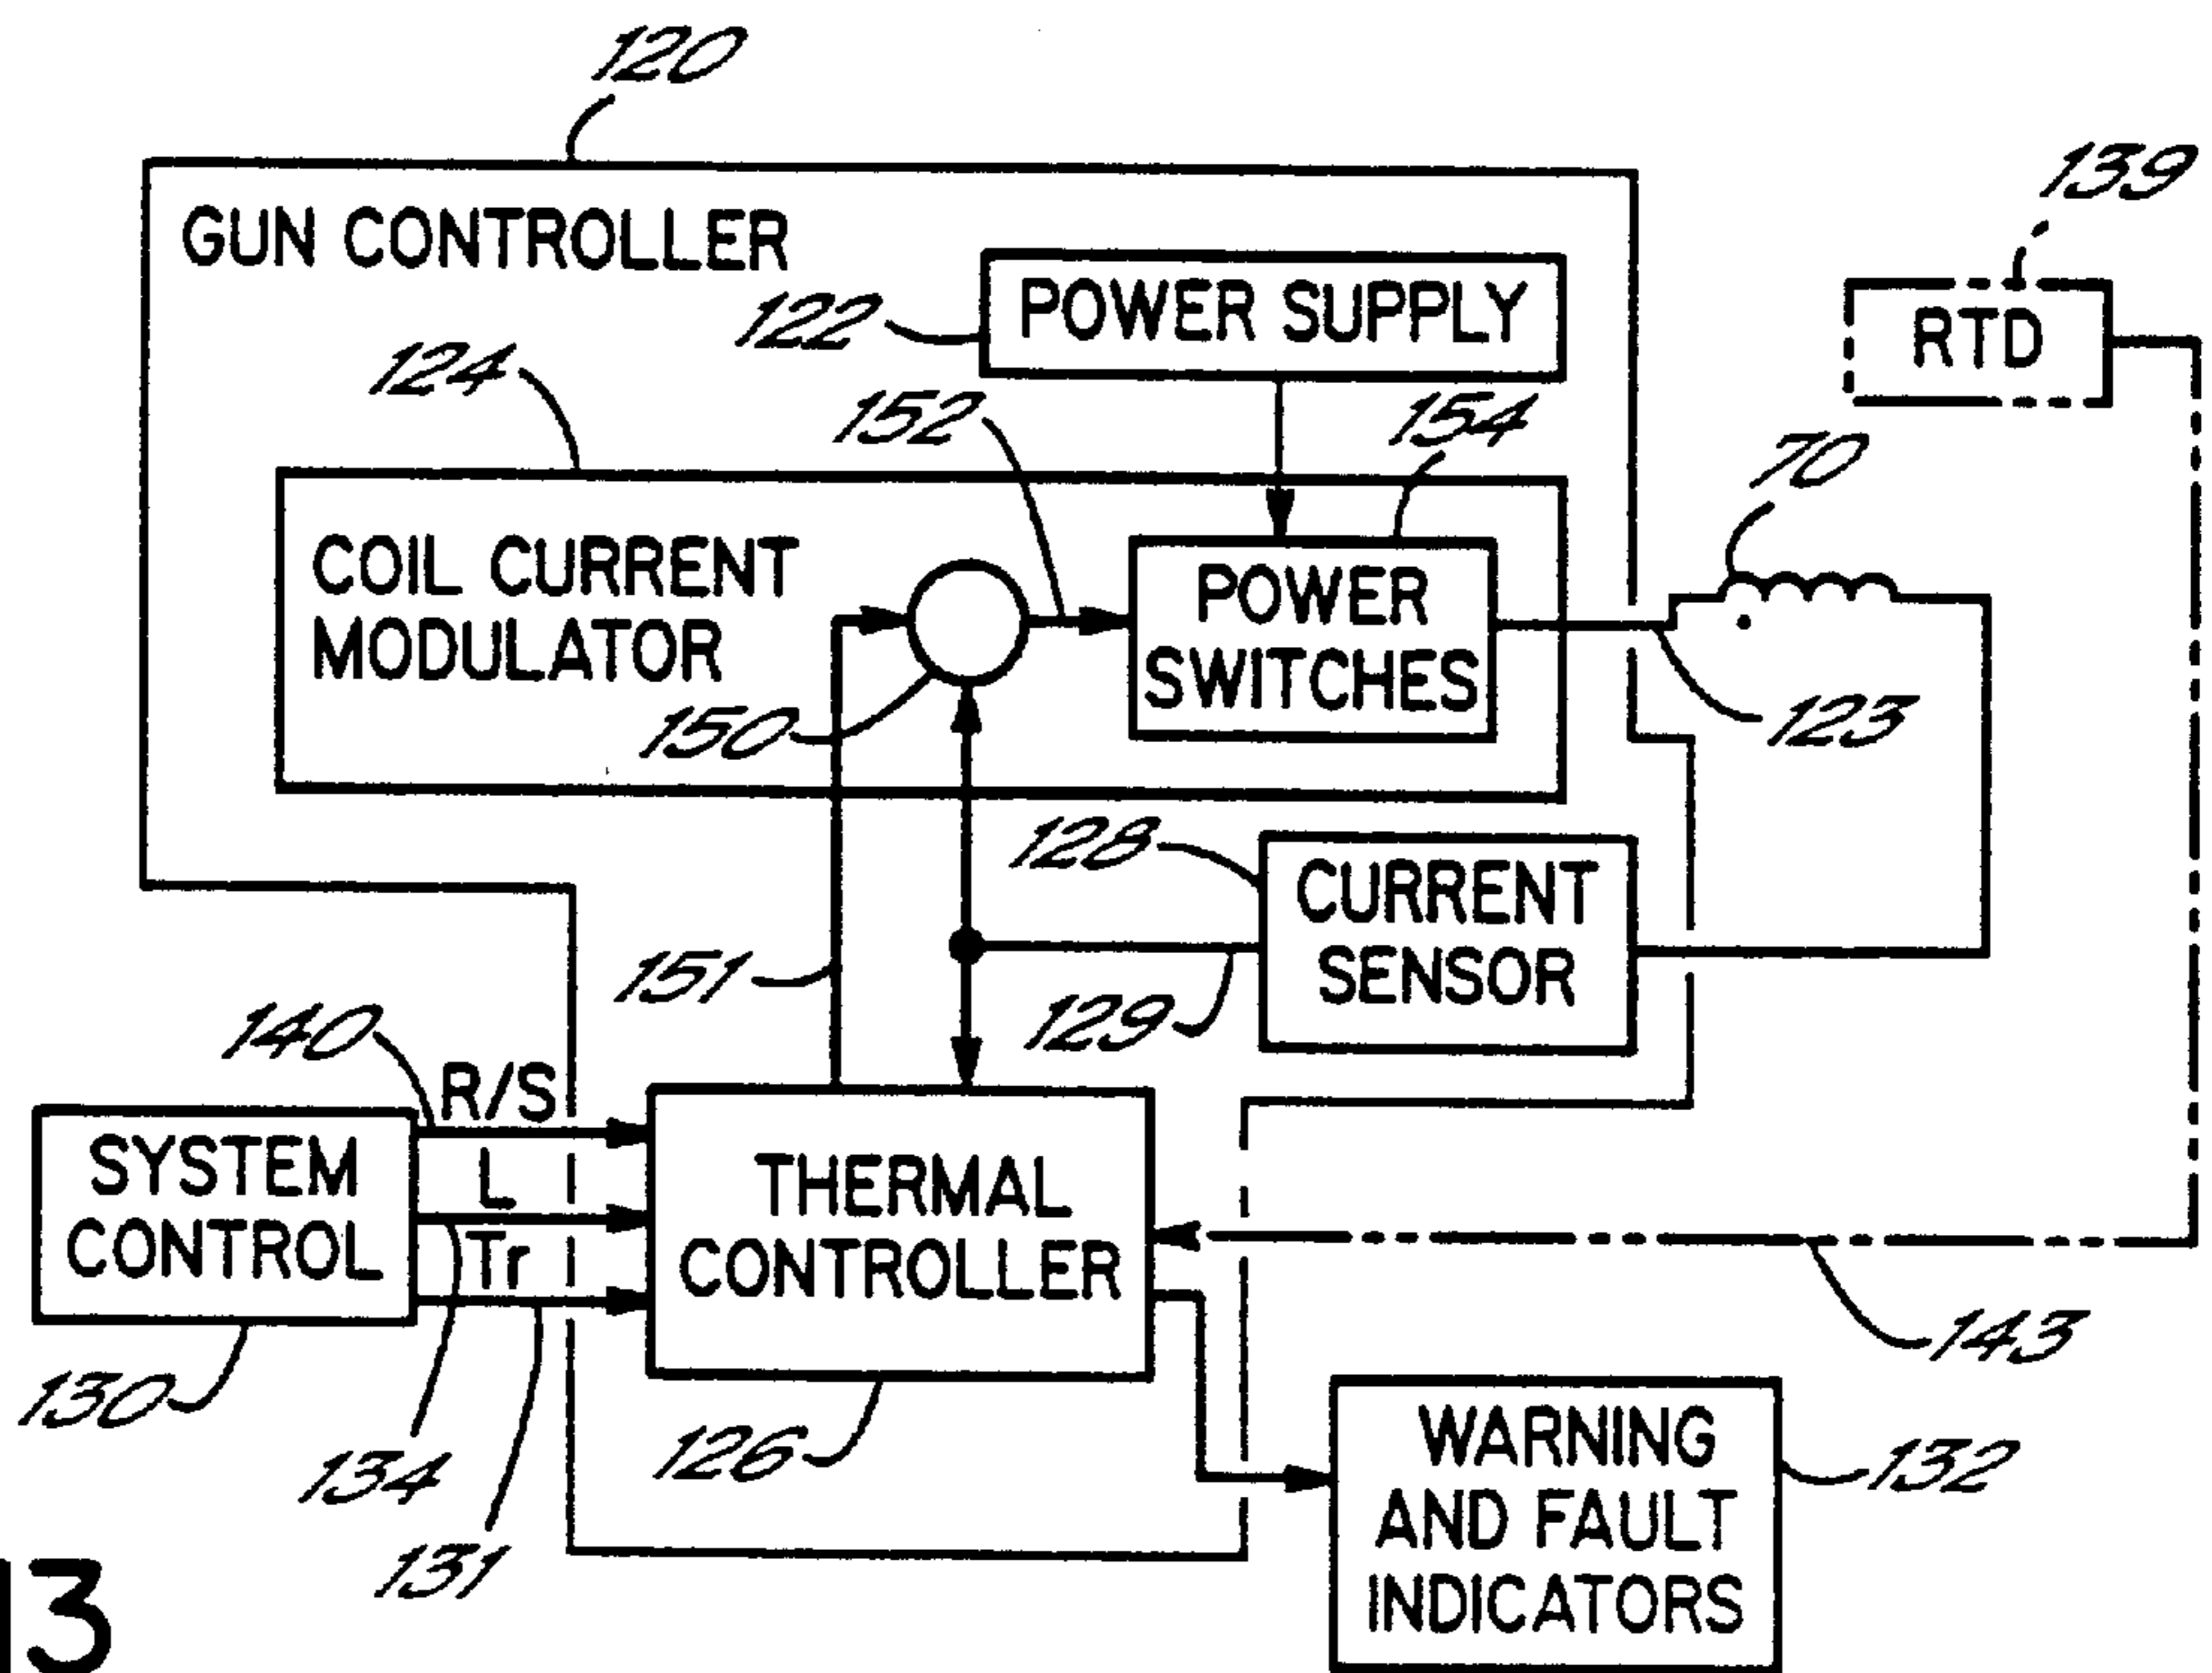 120
139
GUN CONTROLLER
POWER SUPPLY
122
RTD
124
152
154
70
COIL CURRENT
MODULATOR
POWER
SWITCHES
150
123
128
CURRENT
SENSOR
151
129
140
R/S
SYSTEM
CONTROL
L
Tr
THERMAL
CONTROLLER
143
130
134
131
126
WARNING
AND FAULT
INDICATORS
132
13